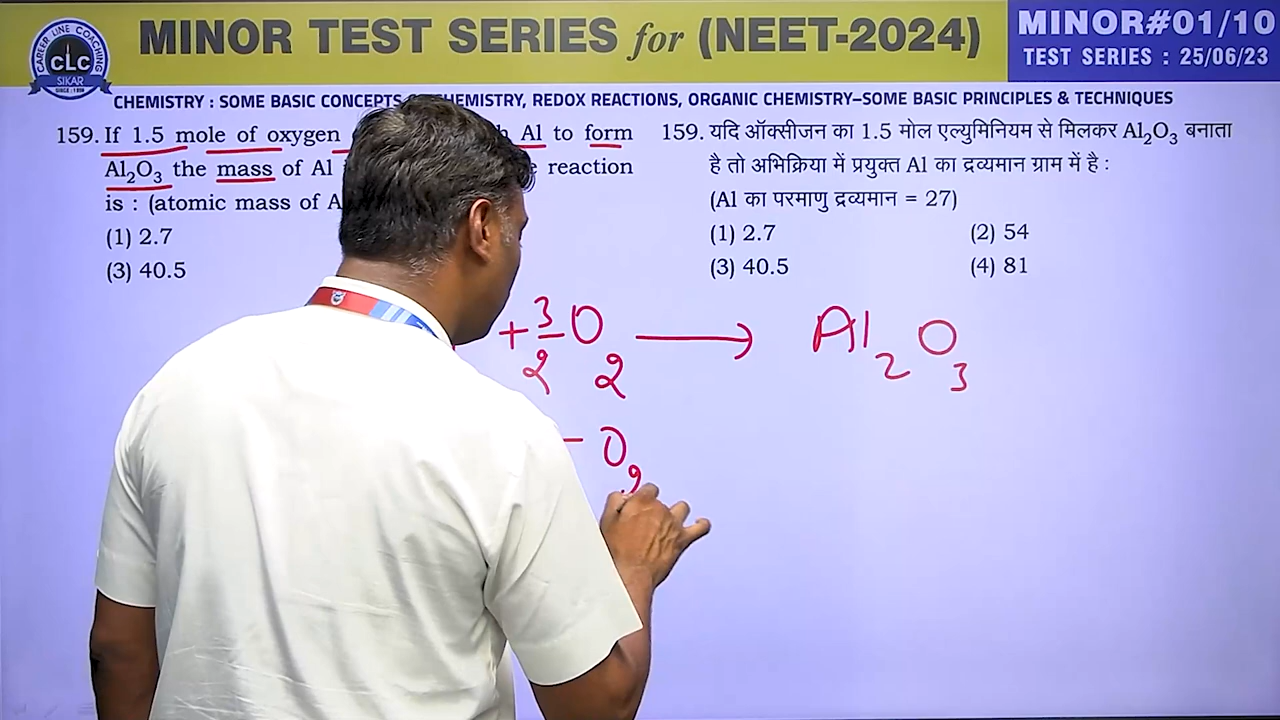 MINOR TEST SERIES for (NEET-2024)
MINOR#01/10
TEST SERIES : 25/06/23
CAREER LINE COACHING
CLC
SIKAR
CHEMISTRY : SOME BASIC CONCEPTS CHEMISTRY, REDOX REACTIONS, ORGANIC CHEMISTRY–SOME BASIC PRINCIPLES & TECHNIQUES
159. If 1.5 mole of oxygen Al to form
Al₂O₃ the mass of Al reaction
is : (atomic mass of
(1) 2.7
(3) 40.5
159. यदि ऑक्सीजन का 1.5 मोल एल्युमिनियम से मिलकर Al₂O₃ बनाता
है तो अभिक्रिया में प्रयुक्त Al का द्रव्यमान ग्राम में है :
(Al का परमाणु द्रव्यमान = 27)
(1) 2.7 (2) 54
(3) 40.5 (4) 81
+ 3/2 O₂ ⟶ Al₂O₃
– O₂